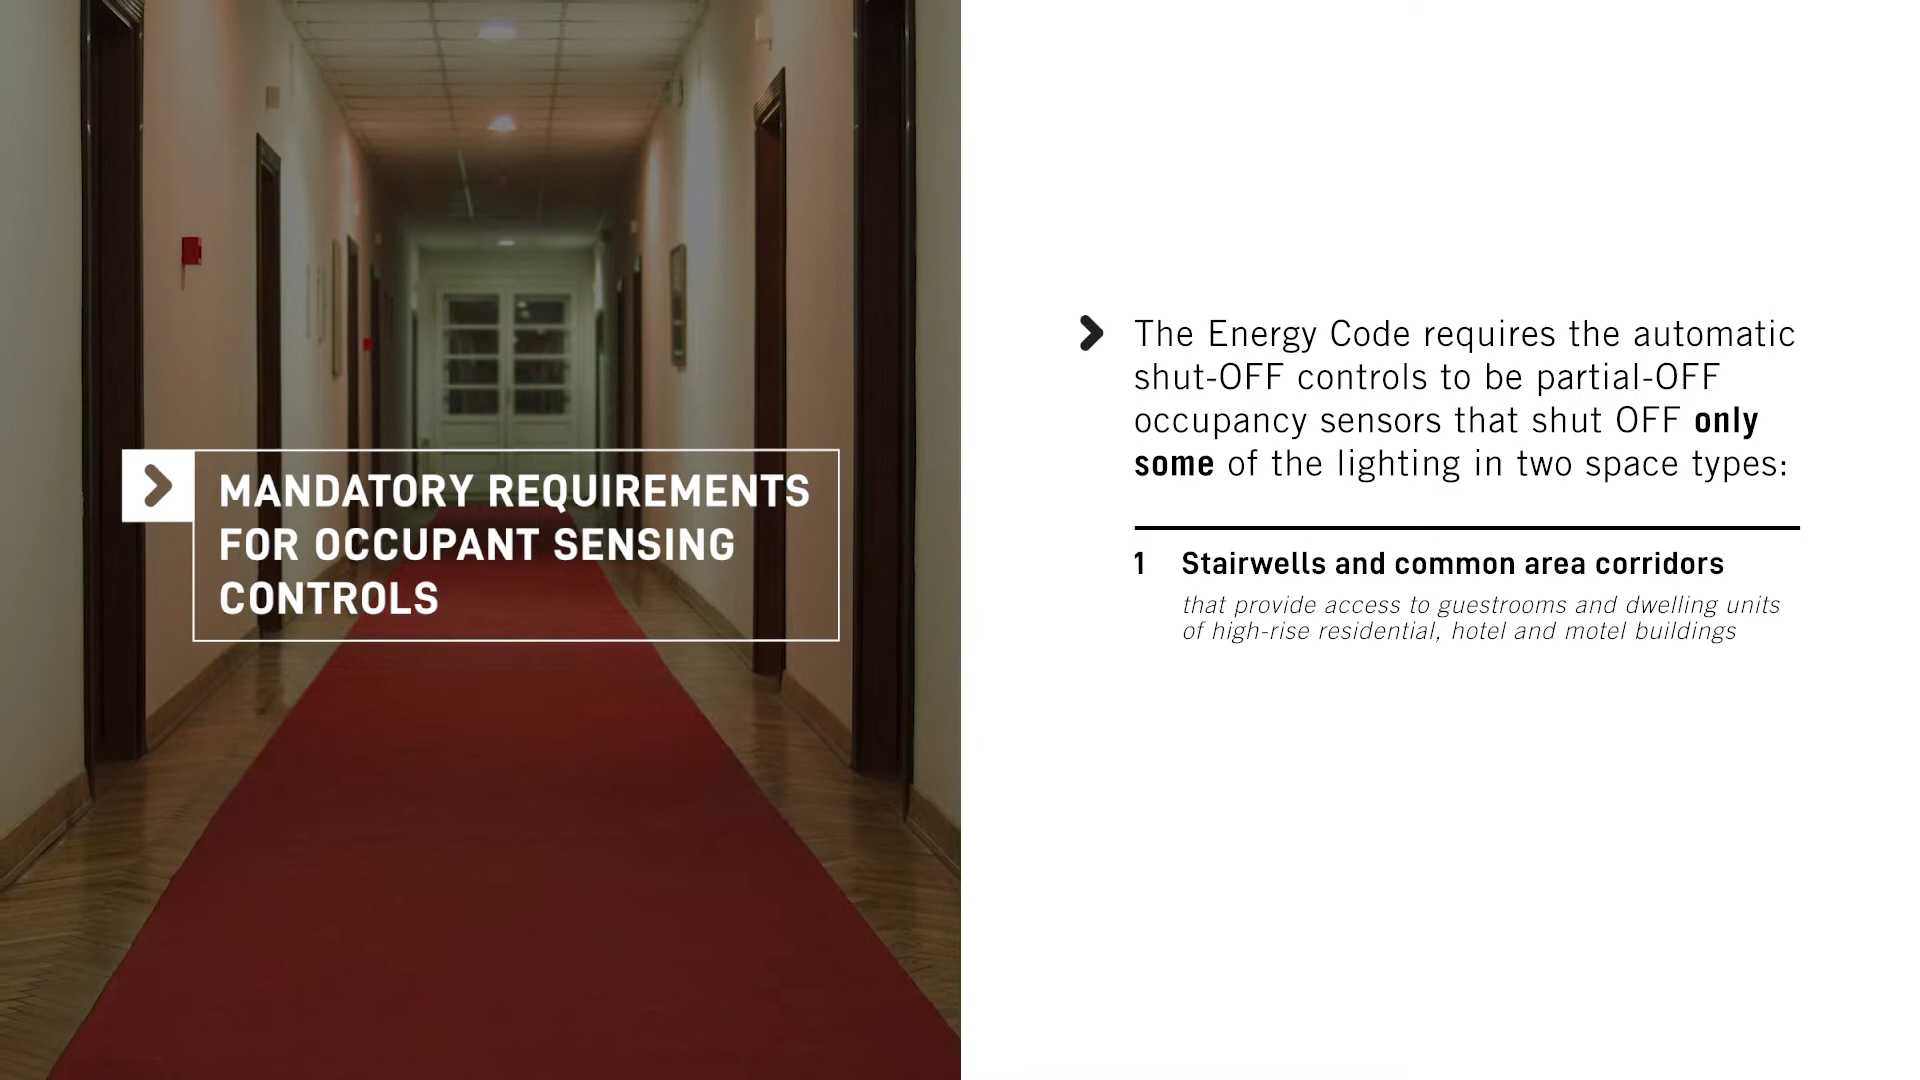 MANDATORY REQUIREMENTS
FOR OCCUPANT SENSING
CONTROLS
The Energy Code requires the automatic
shut-OFF controls to be partial-OFF
occupancy sensors that shut OFF only
some of the lighting in two space types:
1 Stairwells and common area corridors
that provide access to guestrooms and dwelling units
of high-rise residential, hotel and motel buildings